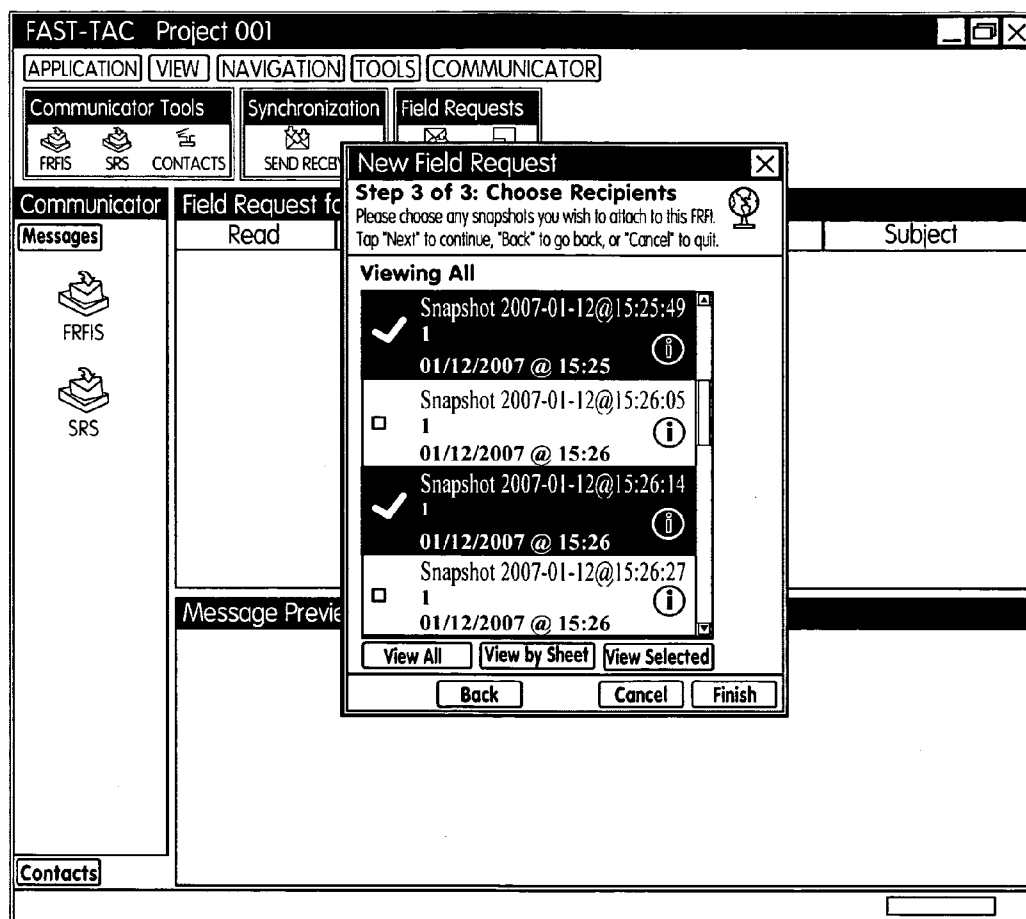 FAST-TAC Project 001
APPLICATION VIEW NAVIGATION TOOLS COMMUNICATOR
Communicator Tools
FRFIS SRS CONTACTS
Synchronization
SEND
Field Requests
Communicator
Messages
FRFIS
SRS
Contacts
Field Request
Read
Subject
Message
New Field Request
Step 3 of 3: Choose Recipients
Please choose any snapshots you wish to attach to this FRFI.
Tap "Next" to continue, "Back" to go back, or "Cancel" to quit.
Viewing All
Snapshot 2007-01-12@15:25:49
1
01/12/2007 @ 15:25
Snapshot 2007-01-12@15:26:05
1
01/12/2007 @ 15:26
Snapshot 2007-01-12@15:26:14
1
01/12/2007 @ 15:26
Snapshot 2007-01-12@15:26:27
1
01/12/2007 @ 15:26
View All View by Sheet View Selected
Back Cancel Finish